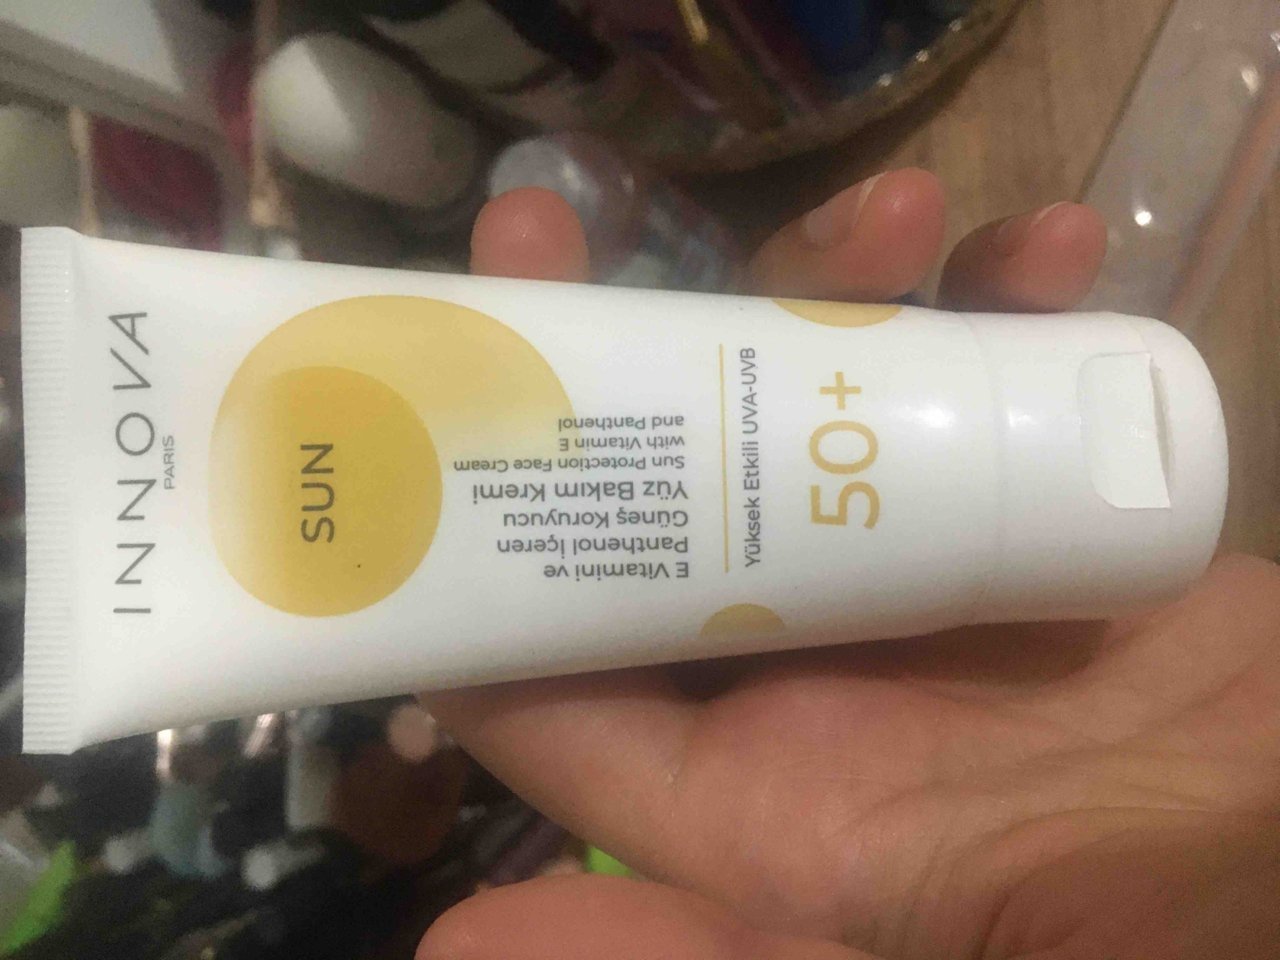 INNOVA
PARIS
SUN
E Vitamini ve
Panthenol İçeren
Güneş Koruyucu
Yüz Bakım Kremi
Sun Protection Face Cream
with Vitamin E
and Panthenol
Yüksek Etkili UVA-UVB
50+